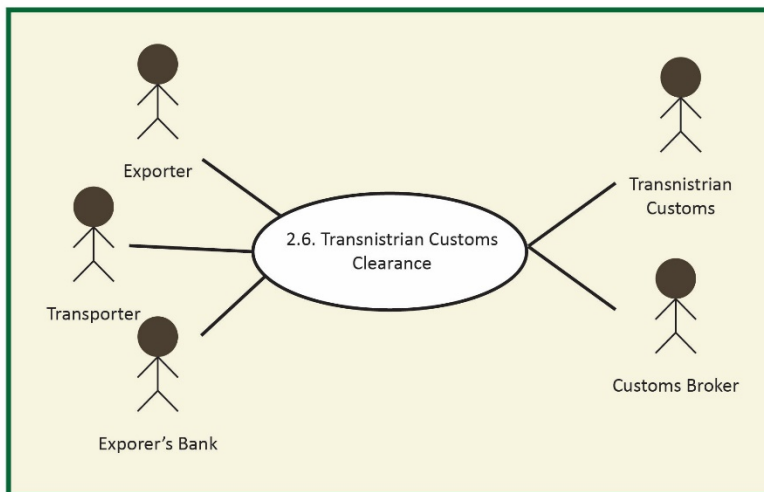 Exporter
Transporter
Exporer's Bank
2.6. Transnistrian Customs
Clearance
Transnistrian
Customs
Customs Broker